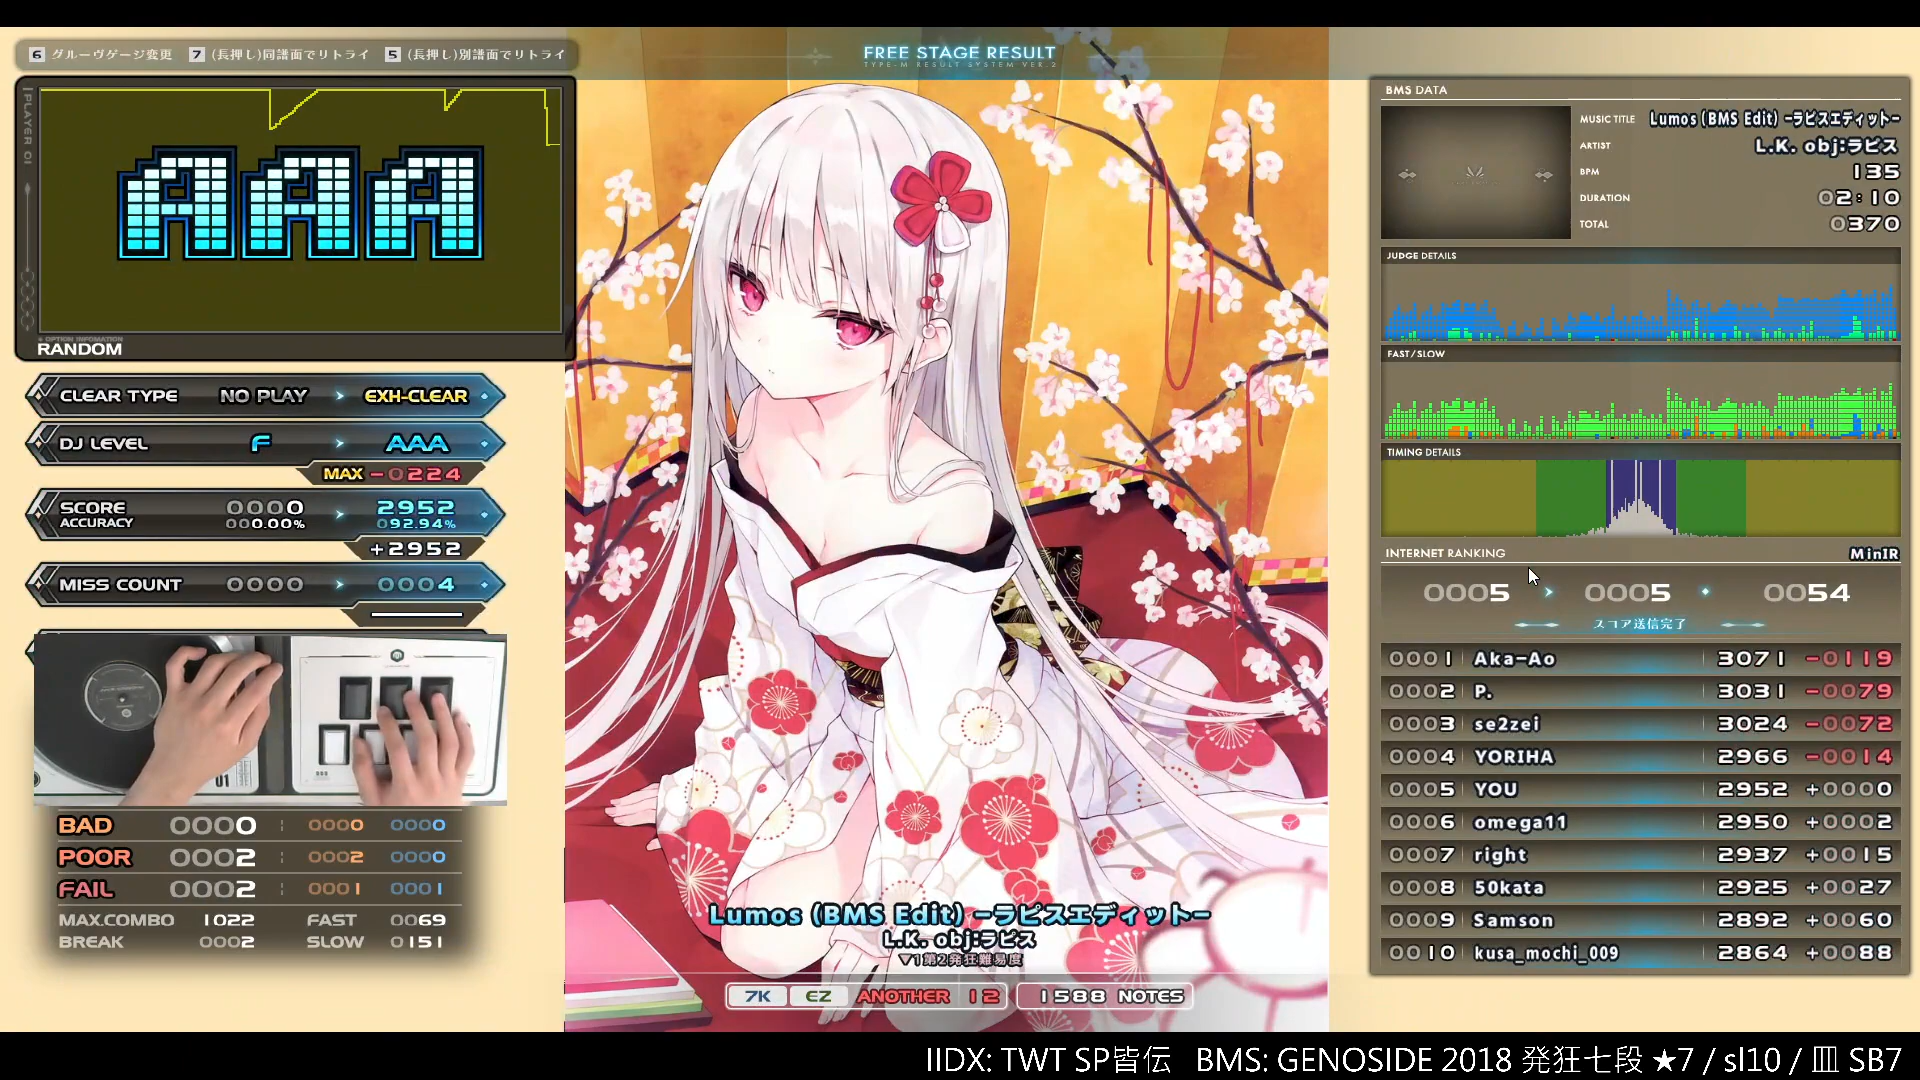 6 グルーヴゲージ変更 7 (長押し)同譜面でリトライ 5 (長押し)別譜面でリトライ
FREE STAGE RESULT
TYPE-M RESULT SYSTEM VER.2
PLAYER 01
AAA
OPTION INFOMATION
RANDOM
CLEAR TYPE NO PLAY EXH-CLEAR
DJ LEVEL F AAA
MAX -0224
SCORE 0000 2952
ACCURACY 000.00% 092.94%
+2952
MISS COUNT 0000 0004
01
BAD 0000 0000 0000
POOR 0002 0002 0000
FAIL 0002 0001 0001
MAX.COMBO 1022 FAST 0069
BREAK 0002 SLOW 0151
Lumos (BMS Edit) -ラピスエディット-
L.K. obj:ラピス
▼1第2発狂難易度
7K EZ ANOTHER 12 1588 NOTES
BMS DATA
MUSIC TITLE Lumos (BMS Edit) -ラピスエディット-
ARTIST L.K. obj:ラピス
BPM 135
DURATION 02:10
TOTAL 0370
JUDGE DETAILS
FAST/SLOW
TIMING DETAILS
INTERNET RANKING MinIR
0005 0005 0054
スコア送信完了
0001 Aka-Ao 3071 -0119
0002 P. 3031 -0079
0003 se2zei 3024 -0072
0004 YORIHA 2966 -0014
0005 YOU 2952 +0000
0006 omega11 2950 +0002
0007 right 2937 +0015
0008 50kata 2925 +0027
0009 Samson 2892 +0060
0010 kusa_mochi_009 2864 +0088
IIDX: TWT SP皆伝 BMS: GENOSIDE 2018 発狂七段 ★7 / sl10 / 皿 SB7